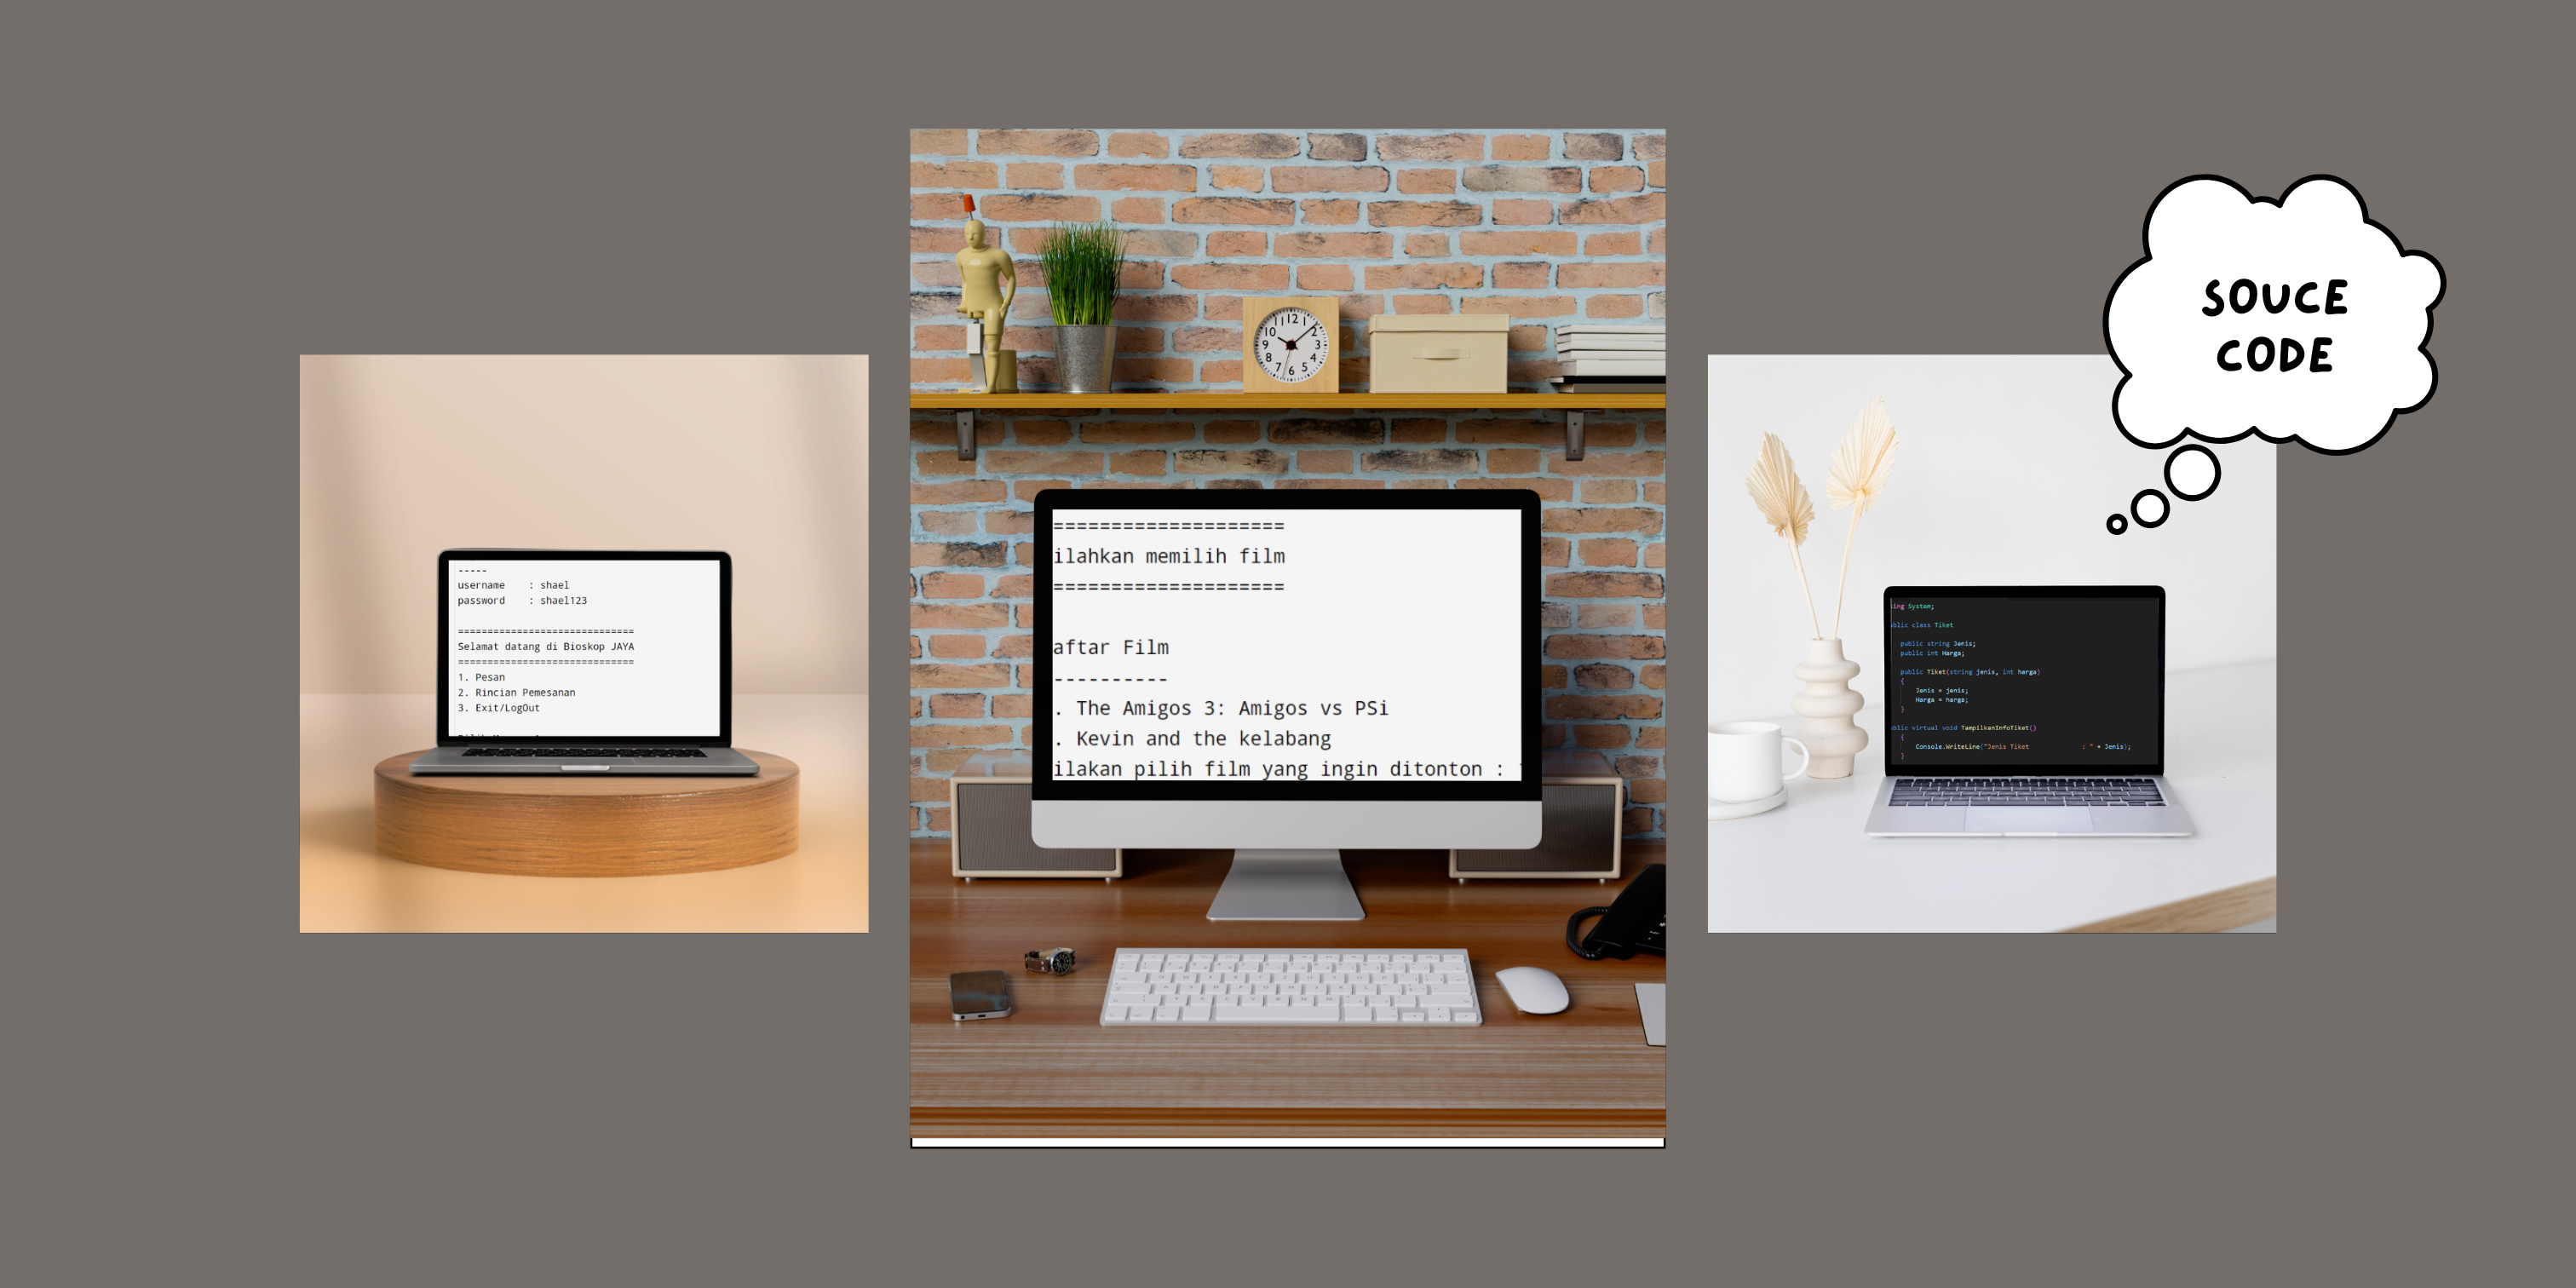 -----
username    : shael
password    : shael123
==============================
Selamat datang di Bioskop JAYA
==============================
1. Pesan
2. Rincian Pemesanan
3. Exit/LogOut
====================
ilahkan memilih film
====================
aftar Film
----------
. The Amigos 3: Amigos vs PSi
. Kevin and the kelabang
ilakan pilih film yang ingin ditonton :
SOUCE
CODE
ing System;
ublic class Tiket
public string Jenis;
public int Harga;
public Tiket(string jenis, int harga)
{
Jenis = jenis;
Harga = harga;
}
ublic virtual void TampilkanInfoTiket()
{
Console.WriteLine("Jenis Tiket          : " + Jenis);
}